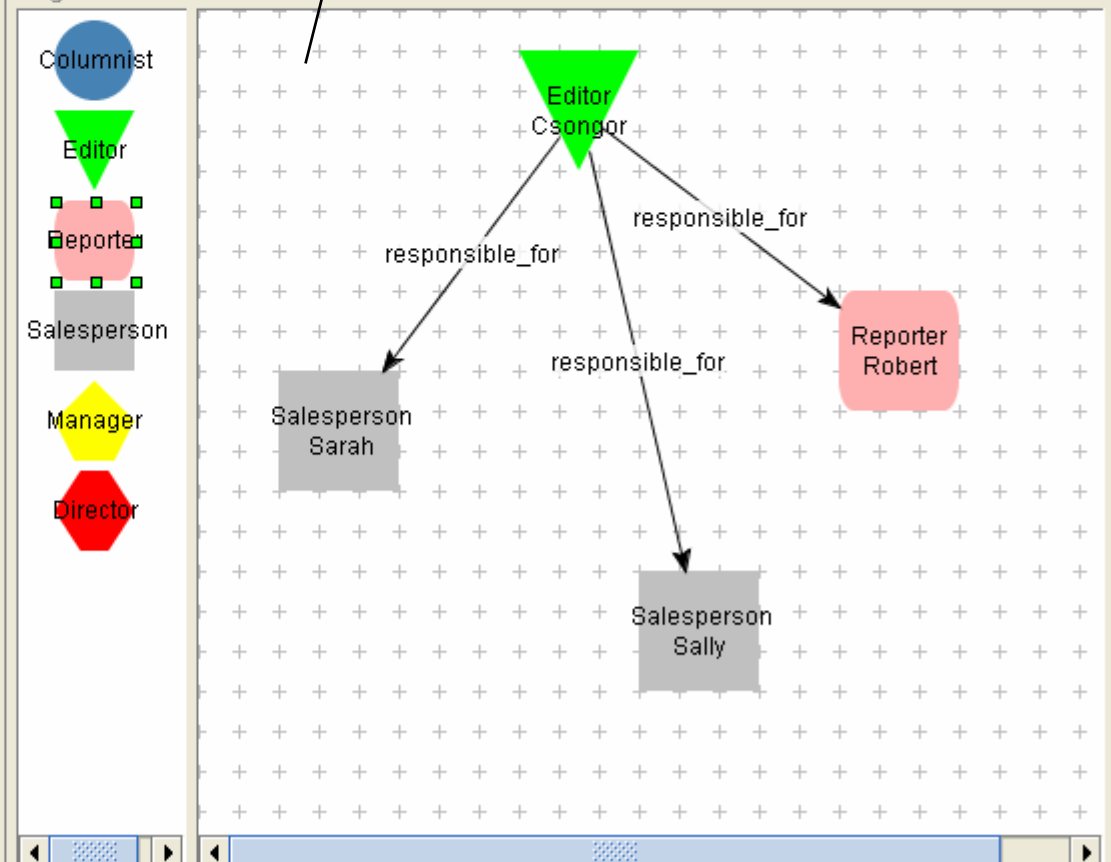 Columnist
Editor
Reporter
Salesperson
Manager
Director
Editor
Csongor
responsible_for
responsible_for
responsible_for
Reporter
Robert
Salesperson
Sarah
Salesperson
Sally